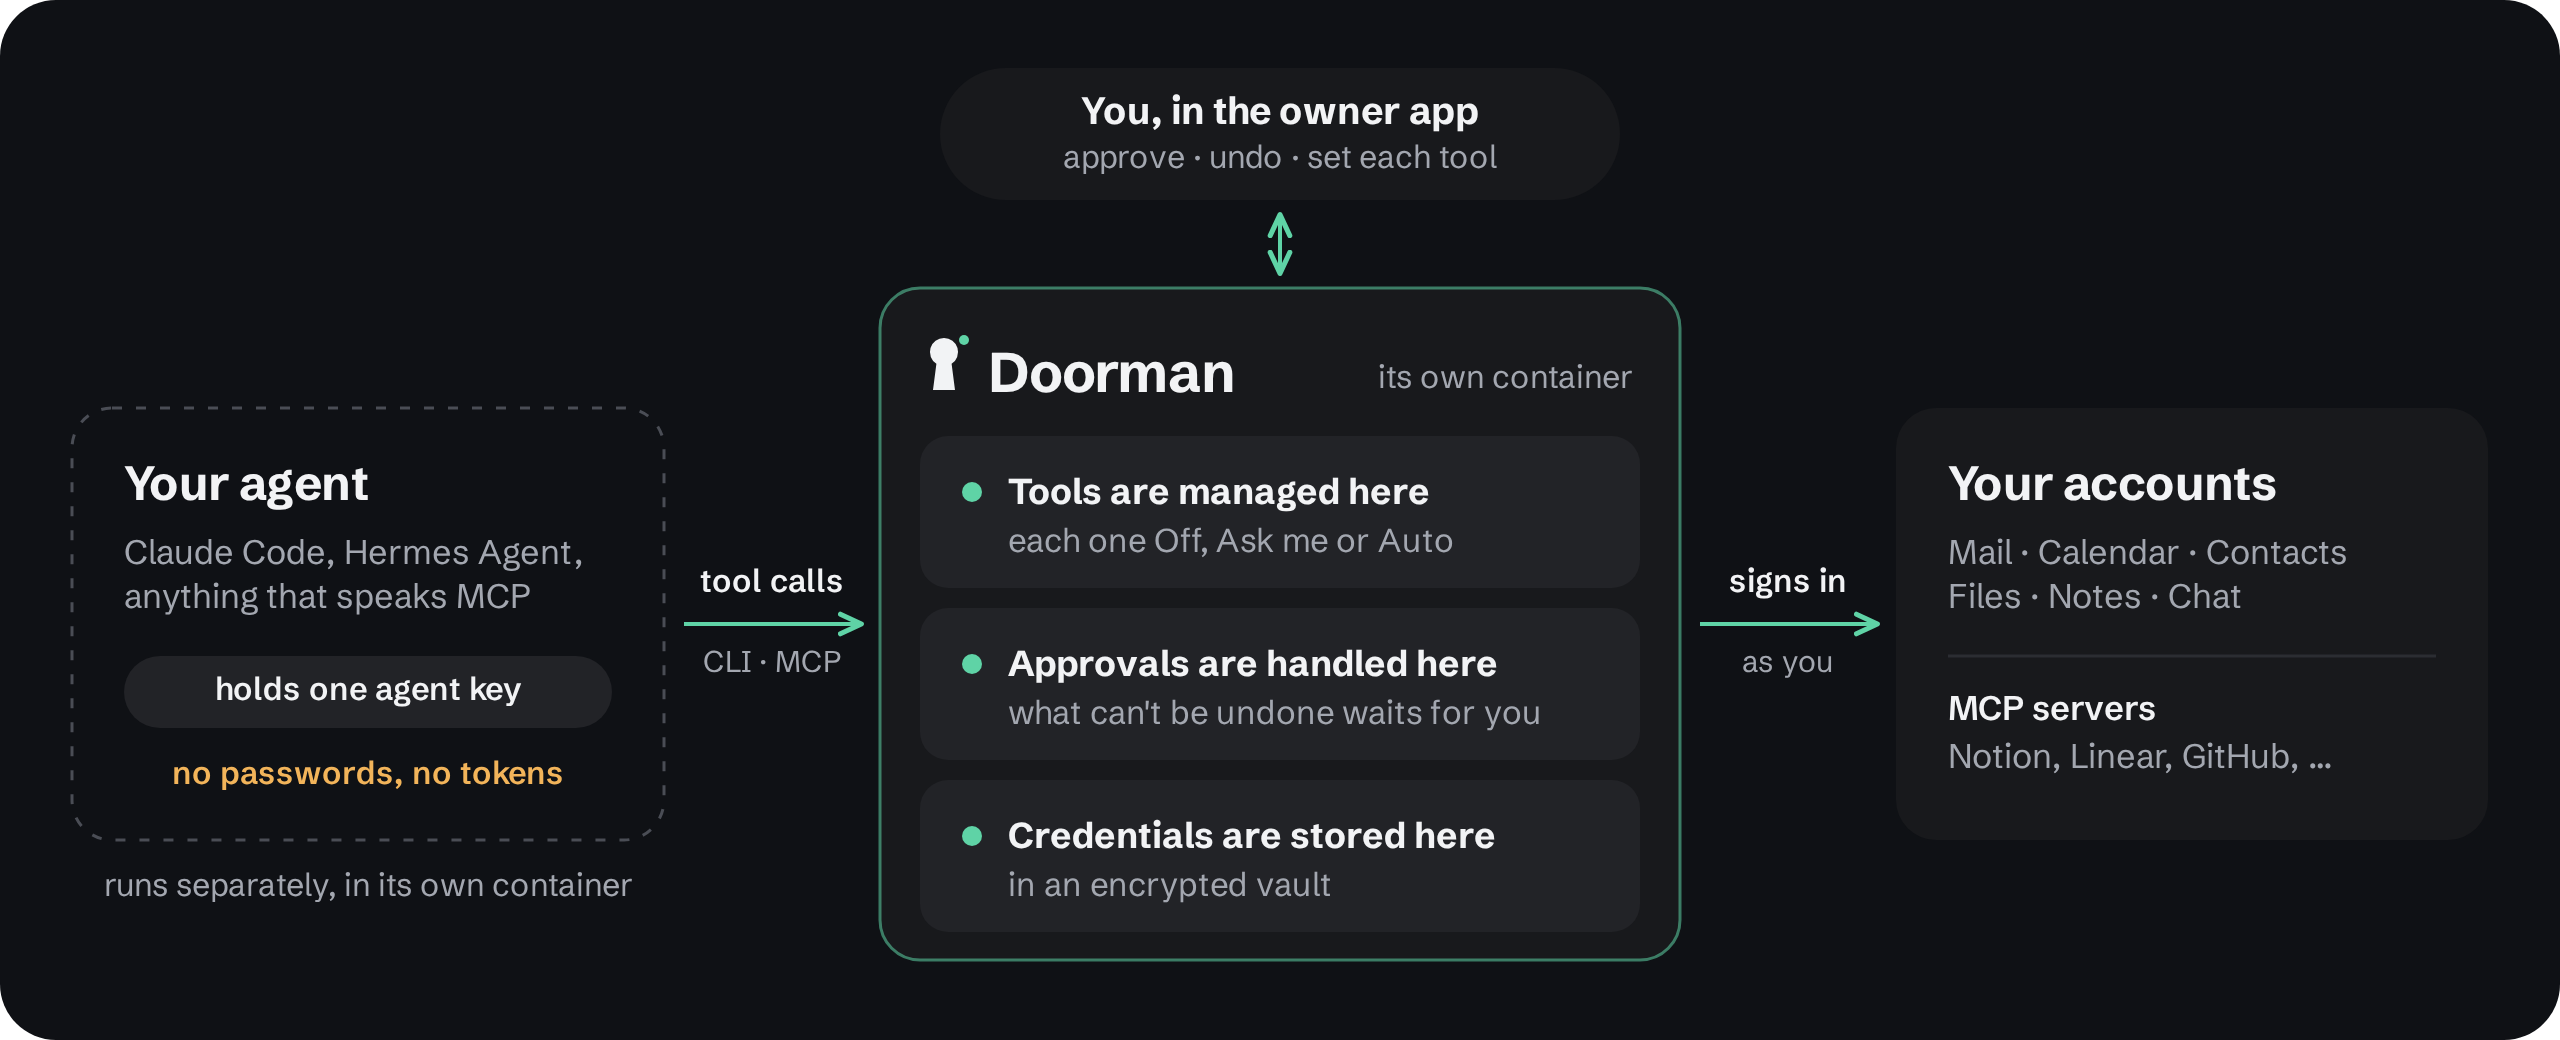 You, in the owner app
approve · undo · set each tool
Doorman
its own container
Your agent
Claude Code, Hermes Agent,
anything that speaks MCP
holds one agent key
no passwords, no tokens
runs separately, in its own container
tool calls
CLI · MCP
Tools are managed here
each one Off, Ask me or Auto
Approvals are handled here
what can't be undone waits for you
Credentials are stored here
in an encrypted vault
signs in
as you
Your accounts
Mail · Calendar · Contacts
Files · Notes · Chat
MCP servers
Notion, Linear, GitHub, ...